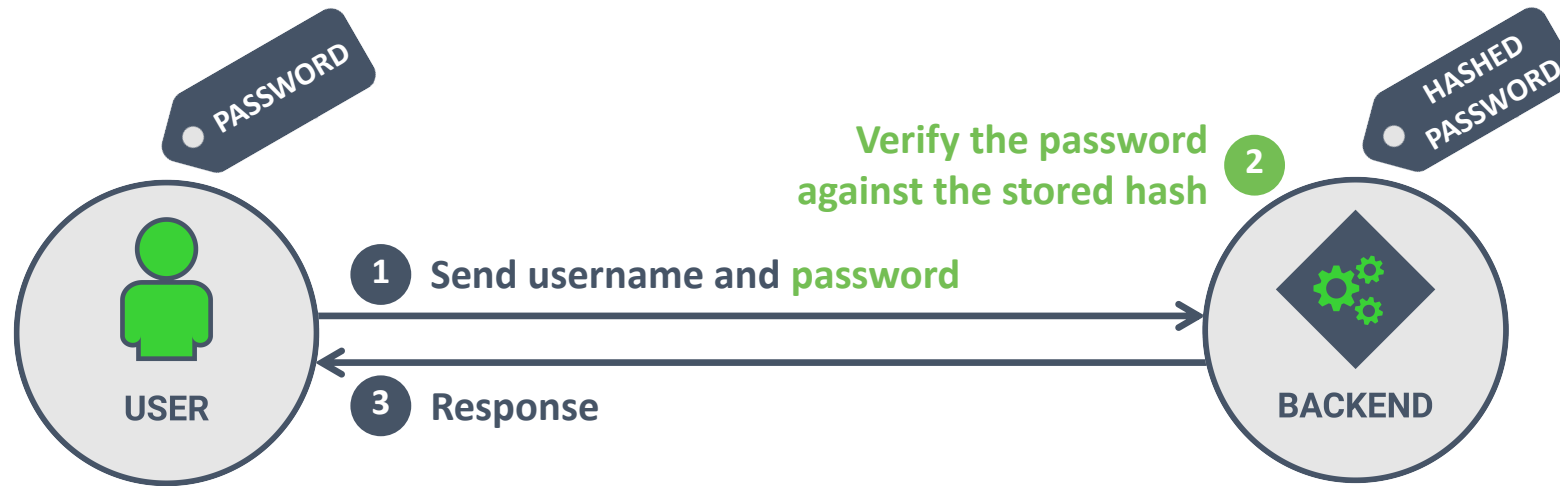 PASSWORD
HASHED
PASSWORD
Verify the password
against the stored hash
2
1 Send username and password
USER
3 Response
BACKEND